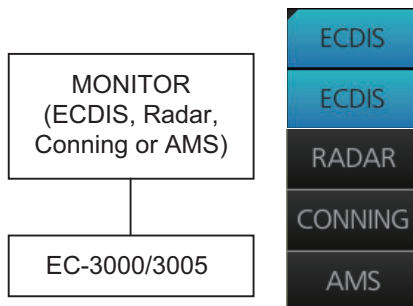 MONITOR
(ECDIS, Radar,
Conning or AMS)
EC-3000/3005
ECDIS
ECDIS
RADAR
CONNING
AMS